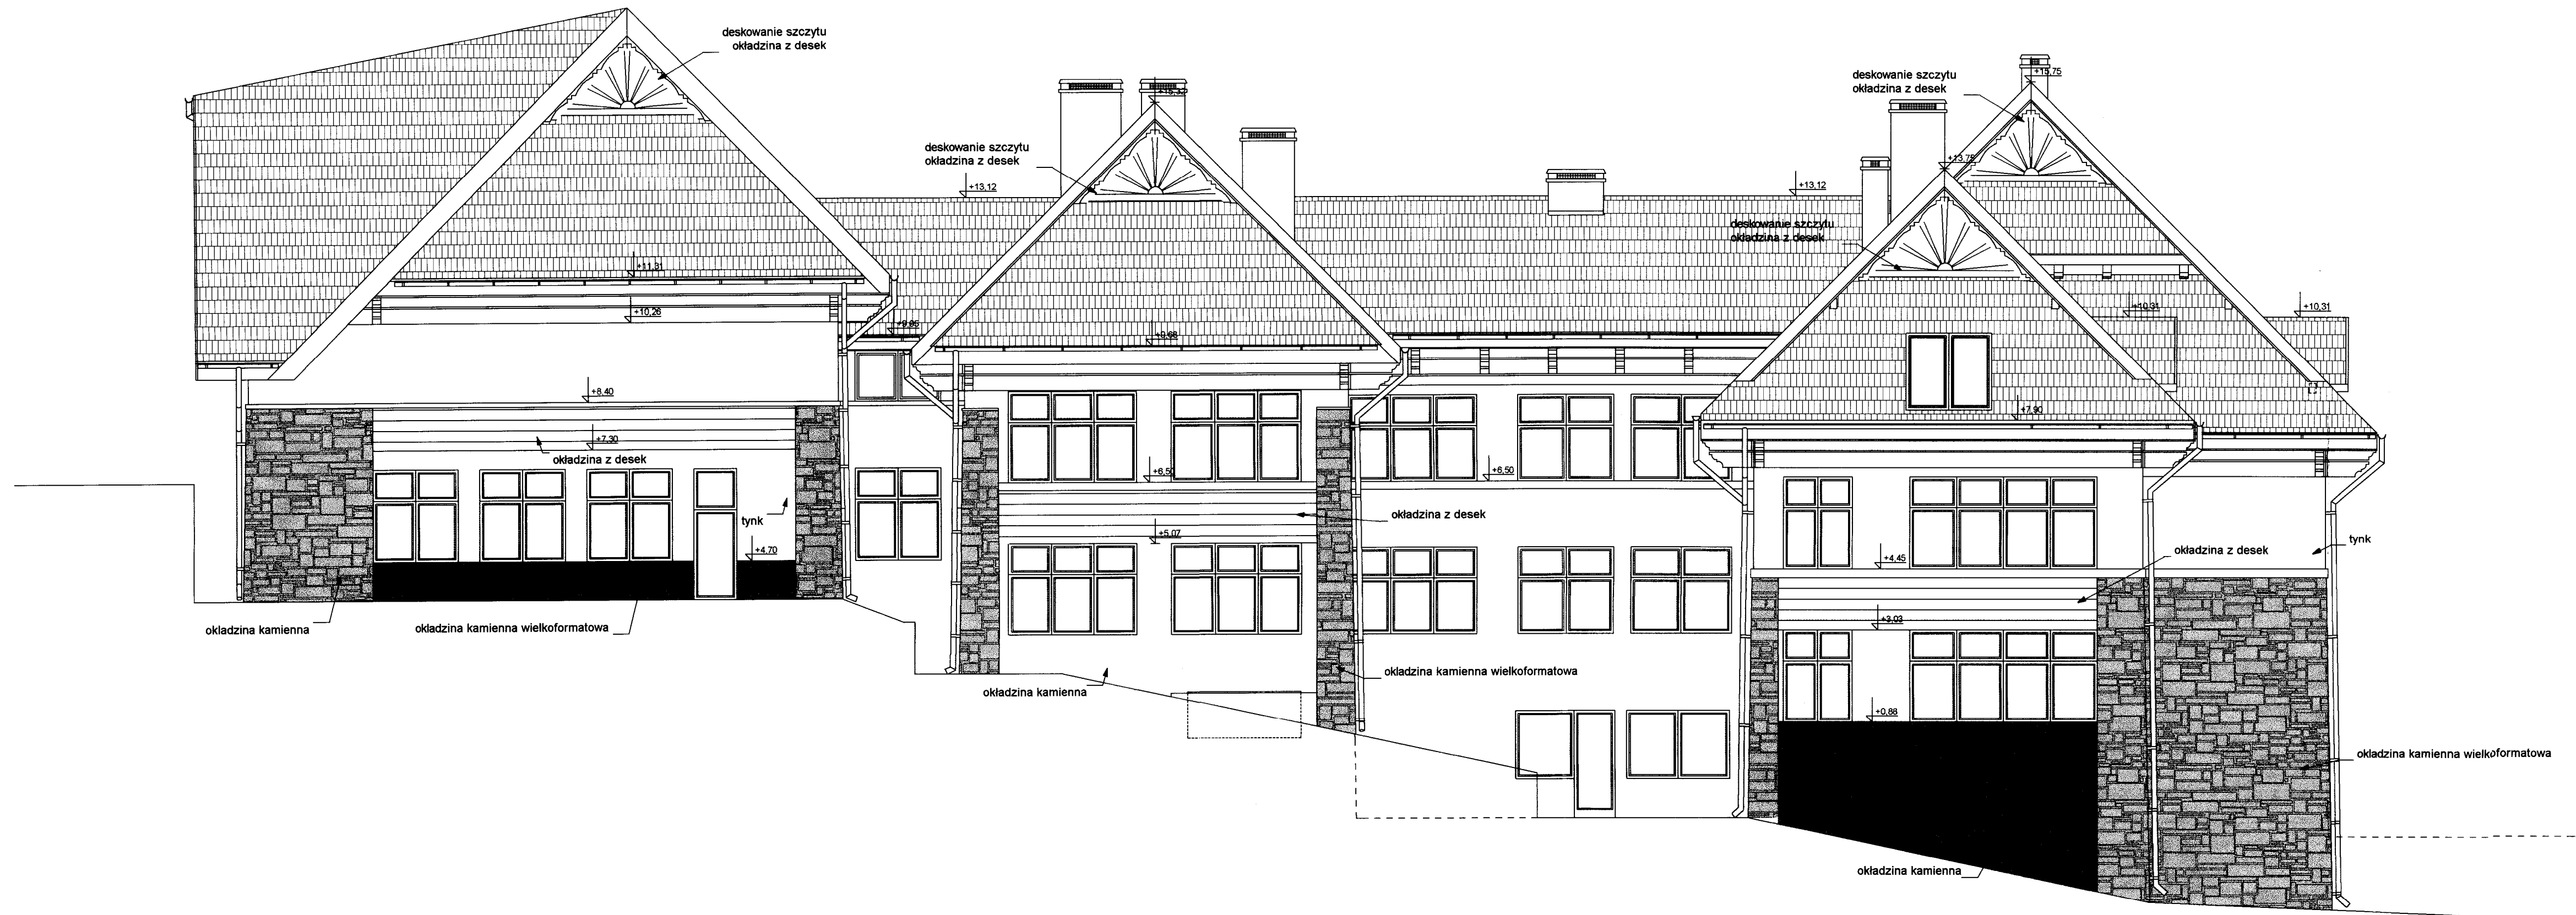 deskowanie szczytu
okładzina z desek
deskowanie szczytu
okładzina z desek
+15,75
+13,75
deskowanie szczytu
okładzina z desek
+13,12
+13,12
deskowanie szczytu
okładzina z desek
+11,31
+10,26
+9,68
+10,31
+10,31
+8,40
+7,30
okładzina z desek
+7,90
+6,50
+6,50
okładzina z desek
tynk
+5,07
+4,70
tynk
okładzina z desek
+4,45
+3,03
okładzina kamienna
okładzina kamienna wielkoformatowa
okładzina kamienna wielkoformatowa
okładzina kamienna
+0,88
okładzina kamienna wielkoformatowa
okładzina kamienna